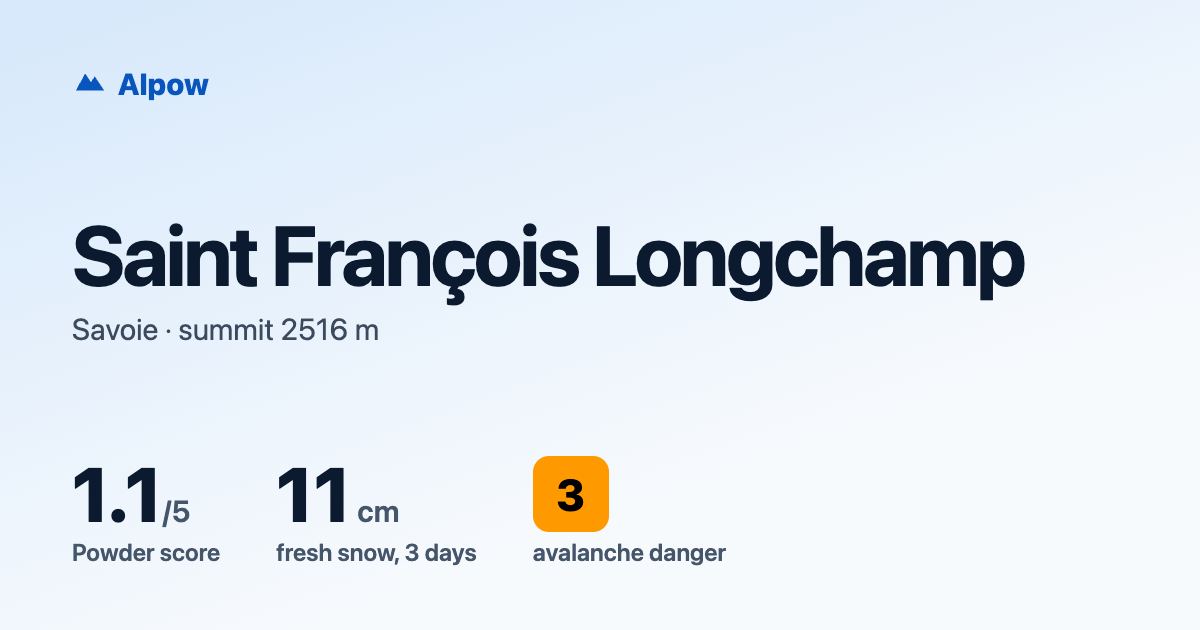 Alpow
Saint François Longchamp
Savoie · summit 2516 m
1.1/5
Powder score
11 cm
fresh snow, 3 days
3
avalanche danger